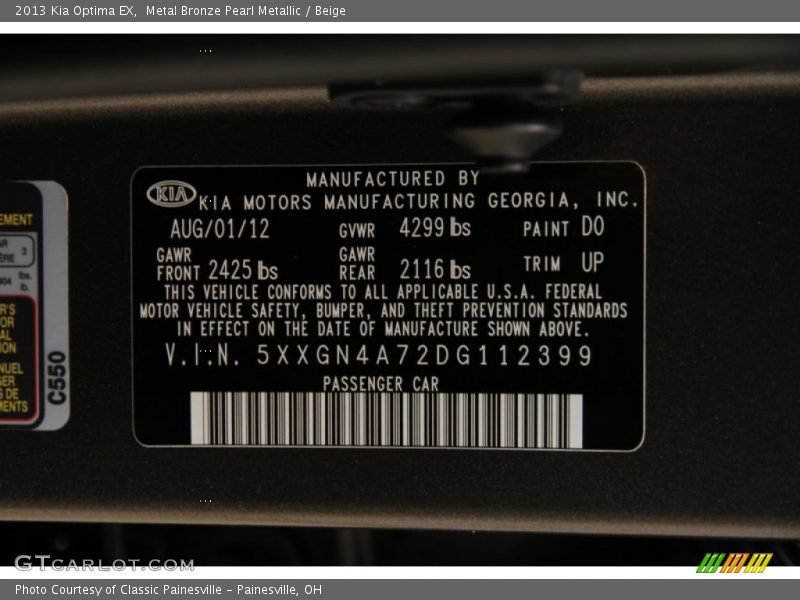 2013 Kia Optima EX, Metal Bronze Pearl Metallic / Beige
MANUFACTURED BY
KIA KIA MOTORS MANUFACTURING GEORGIA, INC.
AUG/01/12 GVWR 4299 lbs PAINT D0
GAWR FRONT 2425 lbs GAWR REAR 2116 lbs TRIM UP
THIS VEHICLE CONFORMS TO ALL APPLICABLE U.S.A. FEDERAL
MOTOR VEHICLE SAFETY, BUMPER, AND THEFT PREVENTION STANDARDS
IN EFFECT ON THE DATE OF MANUFACTURE SHOWN ABOVE.
V.I.N. 5XXGN4A72DG112399
PASSENGER CAR
C550
GTCARLOT.COM
Photo Courtesy of Classic Painesville - Painesville, OH